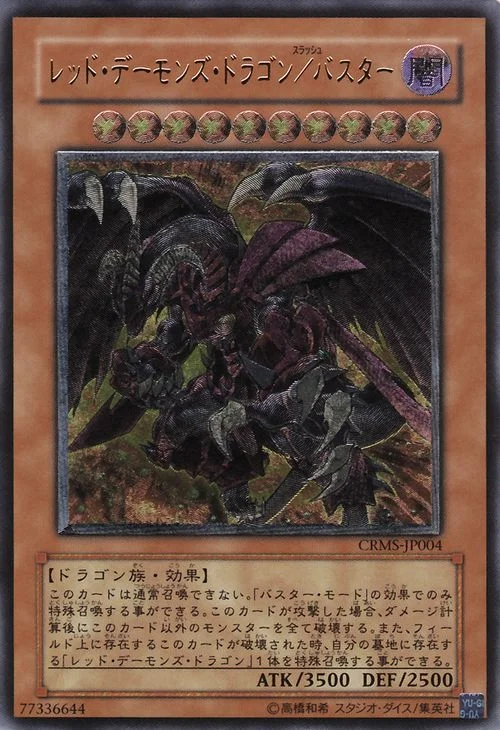 レッド・デーモンズ・ドラゴン／バスター
スラッシュ
闇
CRMS-JP004
【ドラゴン族・効果】
このカードは通常召喚できない。「バスター・モード」の効果でのみ
特殊召喚する事ができる。このカードが攻撃した場合、ダメージ計
算後にこのカード以外のモンスターを全て破壊する。また、フィー
ルド上に存在するこのカードが破壊された時、自分の墓地に存在す
る「レッド・デーモンズ・ドラゴン」1体を特殊召喚する事ができる。
ATK/3500 DEF/2500
77336644
©高橋和希 スタジオ・ダイス/集英社